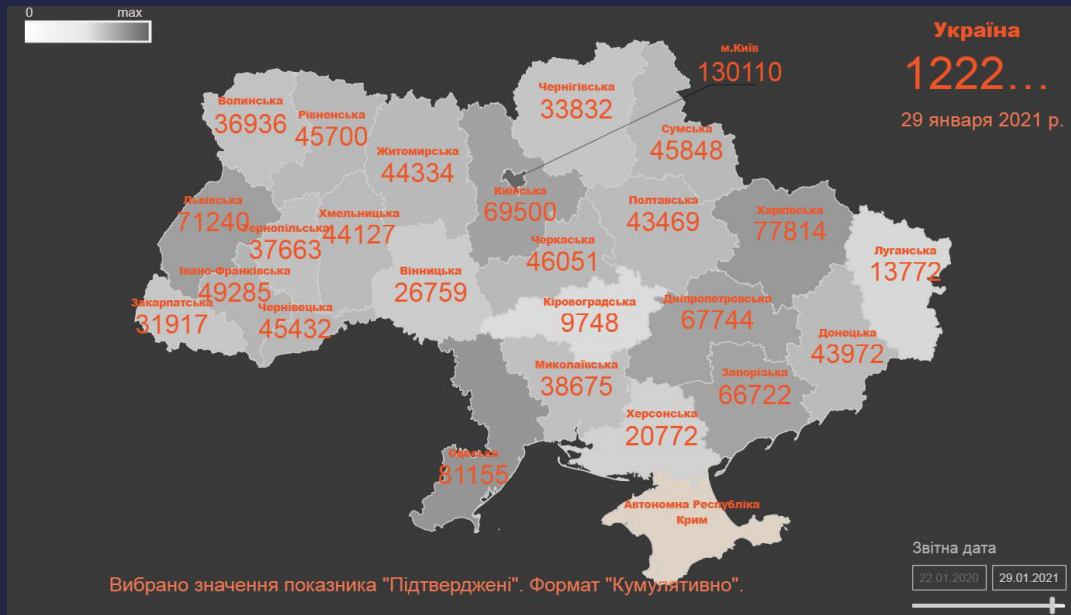 0 max
Україна
1222...
29 января 2021 р.
м.Київ
130110
Чернігівська
33832
Волинська
36936
Рівненська
45700
Сумська
45848
Житомирська
44334
Київська
69500
Полтавська
43469
Львівська
71240
Харківська
77814
Хмельницька
44127
Тернопільська
37663
Черкаська
46051
Луганська
13772
Івано-Франківська
49285
Вінницька
26759
Закарпатська
31917
Чернівецька
45432
Кіровоградська
9748
Дніпропетровська
67744
Донецька
43972
Миколаївська
38675
Запорізька
66722
Херсонська
20772
Одеська
81155
Автономна Республіка
Крим
Звітна дата
22.01.2020 29.01.2021
Вибрано значення показника "Підтверджені". Формат "Кумулятивно".